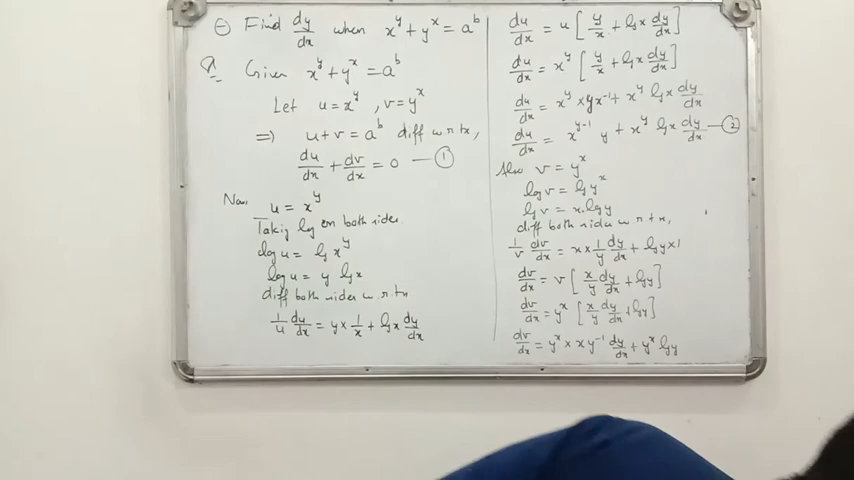 Find dy/dx when x^y + y^x = a^b
Given x^y + y^x = a^b
Let u = x^y , v = y^x
⇒ u + v = a^b diff w.r.t x,
du/dx + dv/dx = 0 — ①
Now u = x^y
Takig log on both sides
log u = log x^y
log u = y log x
diff both sides w.r.t x
1/u du/dx = y × 1/x + log x dy/dx
du/dx = u [ y/x + log x dy/dx ]
du/dx = x^y [ y/x + log x dy/dx ]
du/dx = x^y × y x^-1 + x^y log x dy/dx
du/dx = x^{y-1} y + x^y log x dy/dx — ②
Also v = y^x
log v = log y^x
log v = x log y
diff both sides w.r.t x,
1/v dv/dx = x × 1/y dy/dx + log y × 1
dv/dx = v [ x/y dy/dx + log y ]
dv/dx = y^x [ x/y dy/dx + log y ]
dv/dx = y^x × x y^-1 dy/dx + y^x log y